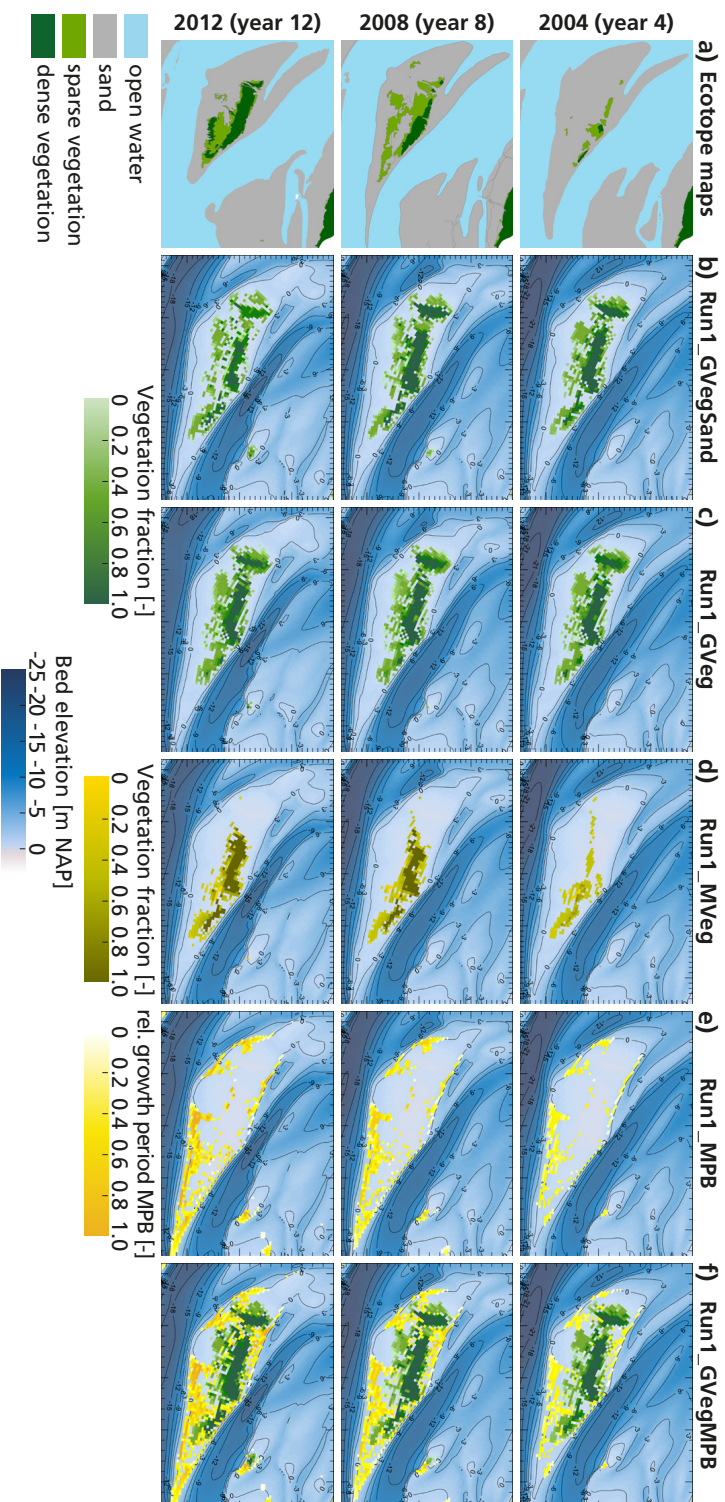 a) Ecotope maps
b) Run1_GVegSand
c) Run1_GVeg
d) Run1_MVeg
e) Run1_MPB
f) Run1_GVegMPB
2004 (year 4)
2008 (year 8)
2012 (year 12)
open water
sand
sparse vegetation
dense vegetation
Vegetation fraction [-]
0 0.2 0.4 0.6 0.8 1.0
Bed elevation [m NAP]
-25 -20 -15 -10 -5 0
Vegetation fraction [-]
0 0.2 0.4 0.6 0.8 1.0
rel. growth period MPB [-]
0 0.2 0.4 0.6 0.8 1.0